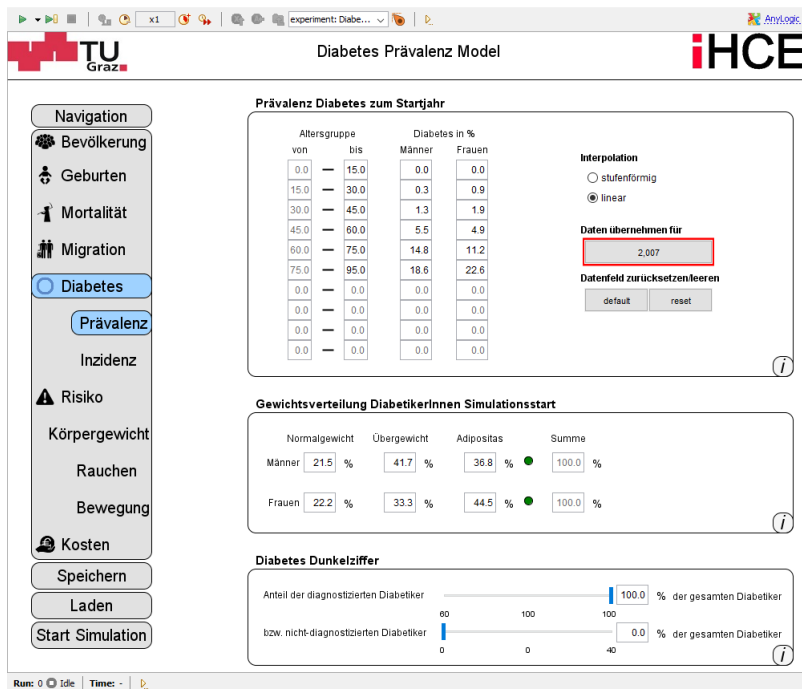 x1 experiment: Diabe... AnyLogic
TU
Graz
Diabetes Prävalenz Model
iHCE
Navigation
Bevölkerung
Geburten
Mortalität
Migration
Diabetes
Prävalenz
Inzidenz
Risiko
Körpergewicht
Rauchen
Bewegung
Kosten
Speichern
Laden
Start Simulation
Prävalenz Diabetes zum Startjahr
Altersgruppe Diabetes in %
von bis Männer Frauen
0.0 — 15.0 0.0 0.0
15.0 — 30.0 0.3 0.9
30.0 — 45.0 1.3 1.9
45.0 — 60.0 5.5 4.9
60.0 — 75.0 14.8 11.2
75.0 — 95.0 18.6 22.6
0.0 — 0.0 0.0 0.0
0.0 — 0.0 0.0 0.0
0.0 — 0.0 0.0 0.0
0.0 — 0.0 0.0 0.0
Interpolation
stufenförmig
linear
Daten übernehmen für
2,007
Datenfeld zurücksetzen/leeren
default reset
i
Gewichtsverteilung DiabetikerInnen Simulationsstart
Normalgewicht Übergewicht Adipositas Summe
Männer 21.5 % 41.7 % 36.8 % 100.0 %
Frauen 22.2 % 33.3 % 44.5 % 100.0 %
i
Diabetes Dunkelziffer
Anteil der diagnostizierten Diabetiker 100.0 % der gesamten Diabetiker
60 100 100
bzw. nicht-diagnostizierten Diabetiker 0.0 % der gesamten Diabetiker
0 0 40
i
Run: 0 Idle Time: -